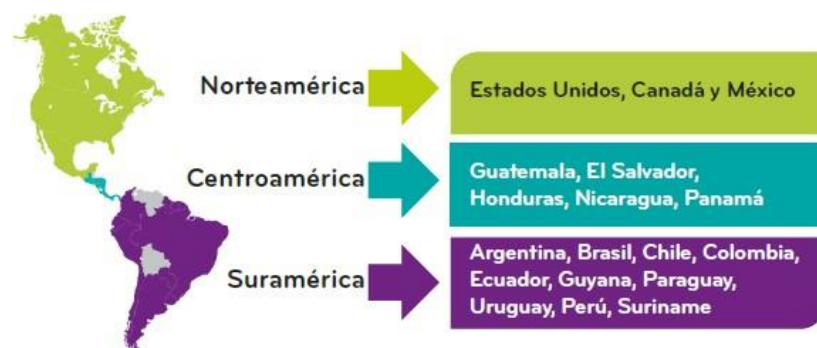 Norteamérica
Estados Unidos, Canadá y México
Centroamérica
Guatemala, El Salvador,
Honduras, Nicaragua, Panamá
Suramérica
Argentina, Brasil, Chile, Colombia,
Ecuador, Guyana, Paraguay,
Uruguay, Perú, Suriname